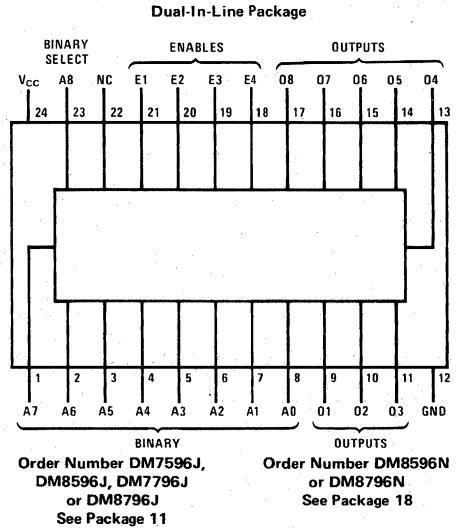 Dual-In-Line Package
BINARY SELECT ENABLES OUTPUTS
VCC A8 NC E1 E2 E3 E4 O8 O7 O6 O5 O4
24 23 22 21 20 19 18 17 16 15 14 13
1 2 3 4 5 6 7 8 9 10 11 12
A7 A6 A5 A4 A3 A2 A1 A0 O1 O2 O3 GND
BINARY OUTPUTS
Order Number DM7596J,
DM8596J, DM7796J
or DM8796J
See Package 11
Order Number DM8596N
or DM8796N
See Package 18